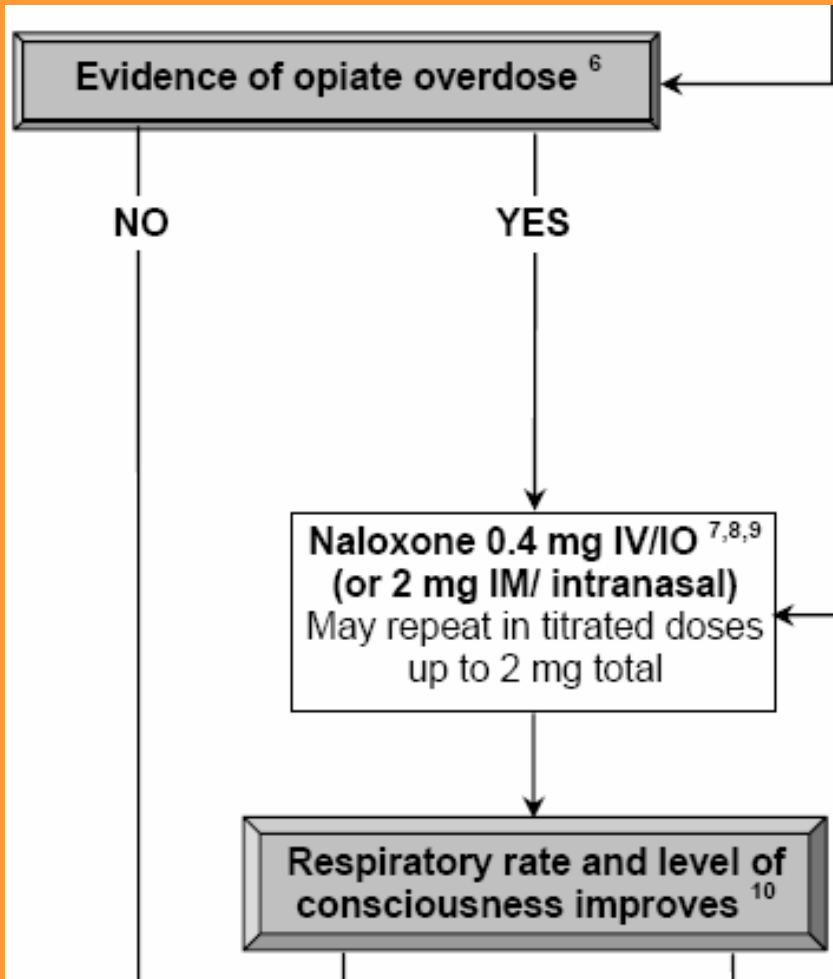 Evidence of opiate overdose 6
NO
YES
Naloxone 0.4 mg IV/IO 7,8,9
(or 2 mg IM/ intranasal)
May repeat in titrated doses
up to 2 mg total
Respiratory rate and level of
consciousness improves 10